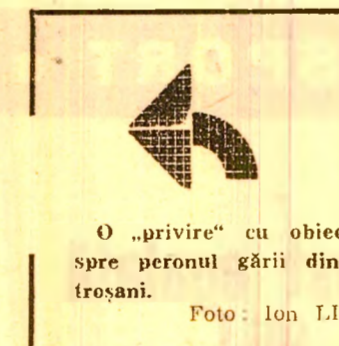 O „privire“ cu obiec
spre peronul gării din
troșani.
Foto: Ion LI